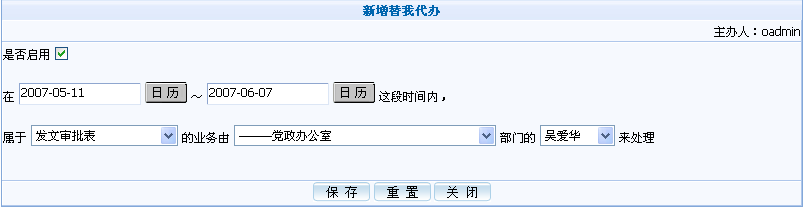 新增替我代办
主办人：oadmin
是否启用
在 2007-05-11 日历 ～ 2007-06-07 日历 这段时间内，
属于 发文审批表 的业务由 ———党政办公室 部门的 吴爱华 来处理
保存 重置 关闭